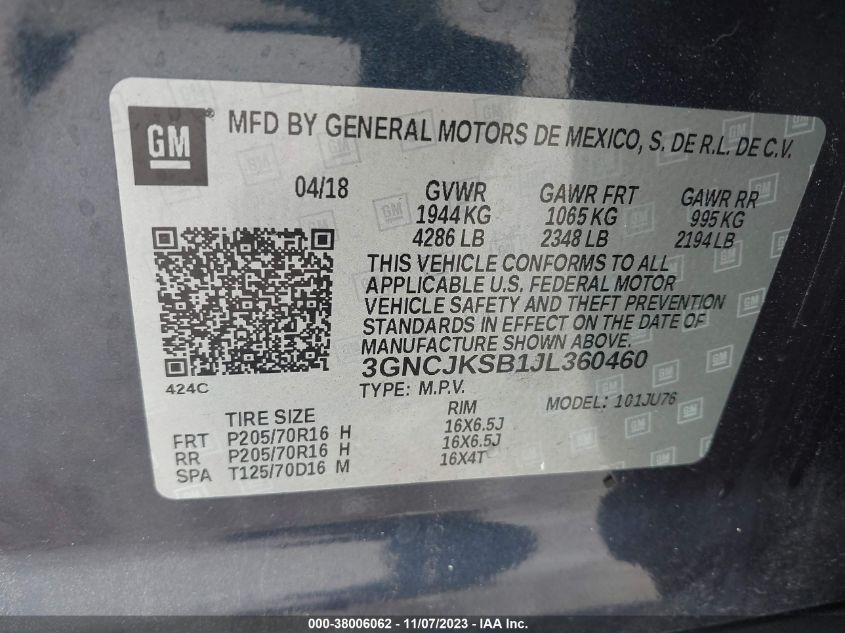 GM
MFD BY GENERAL MOTORS DE MEXICO, S. DE R.L. DE C.V.
04/18 GVWR GAWR FRT GAWR RR
1944 KG 1065 KG 995 KG
4286 LB 2348 LB 2194 LB
THIS VEHICLE CONFORMS TO ALL
APPLICABLE U.S. FEDERAL MOTOR
VEHICLE SAFETY AND THEFT PREVENTION
STANDARDS IN EFFECT ON THE DATE OF
MANUFACTURE SHOWN ABOVE.
3GNCJKSB1JL360460
424C
TYPE: M.P.V. MODEL: 101JU76
TIRE SIZE RIM
FRT P205/70R16 H 16X6.5J
RR P205/70R16 H 16X6.5J
SPA T125/70D16 M 16X4T
000-38006062 - 11/07/2023 - IAAI Inc.